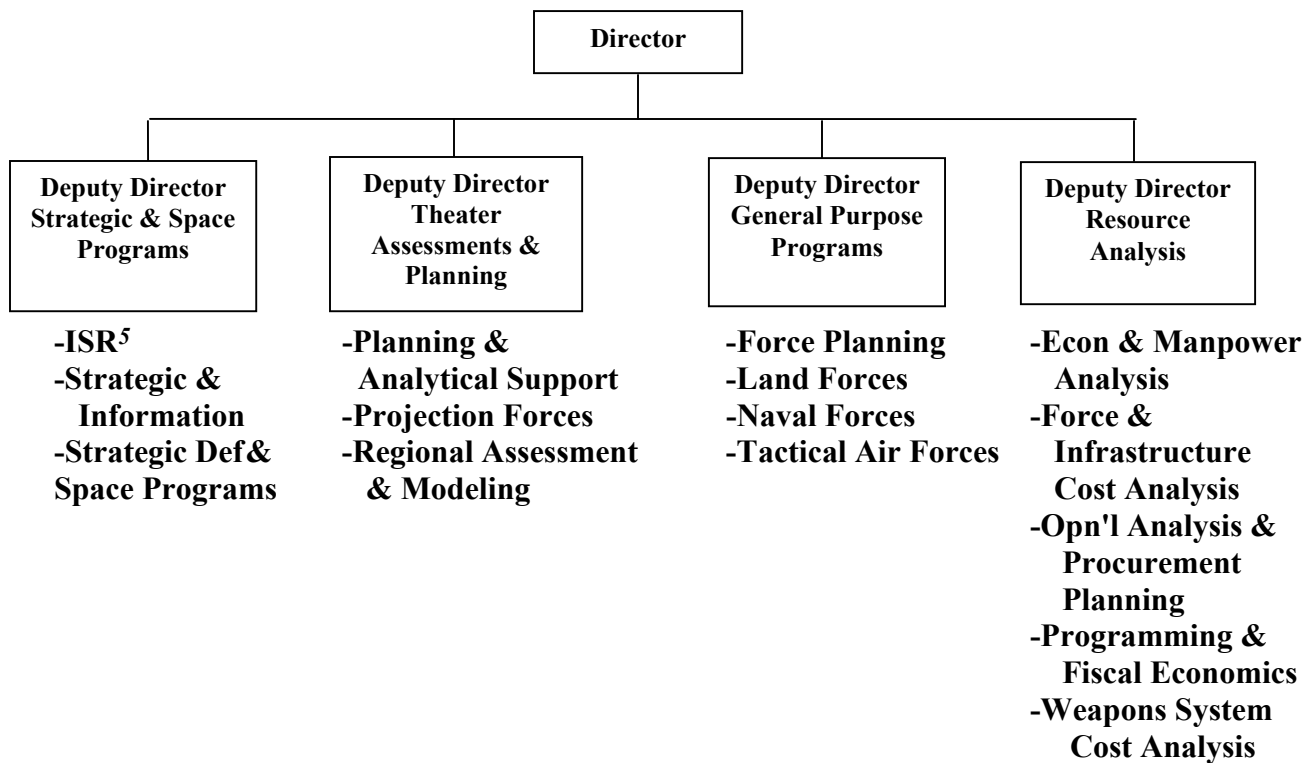 Director
Deputy Director
Strategic & Space
Programs
Deputy Director
Theater
Assessments &
Planning
Deputy Director
General Purpose
Programs
Deputy Director
Resource
Analysis
-ISR5
-Strategic &
Information
-Strategic Def&
Space Programs
-Planning &
Analytical Support
-Projection Forces
-Regional Assessment
& Modeling
-Force Planning
-Land Forces
-Naval Forces
-Tactical Air Forces
-Econ & Manpower
Analysis
-Force &
Infrastructure
Cost Analysis
-Opn'l Analysis &
Procurement
Planning
-Programming &
Fiscal Economics
-Weapons System
Cost Analysis